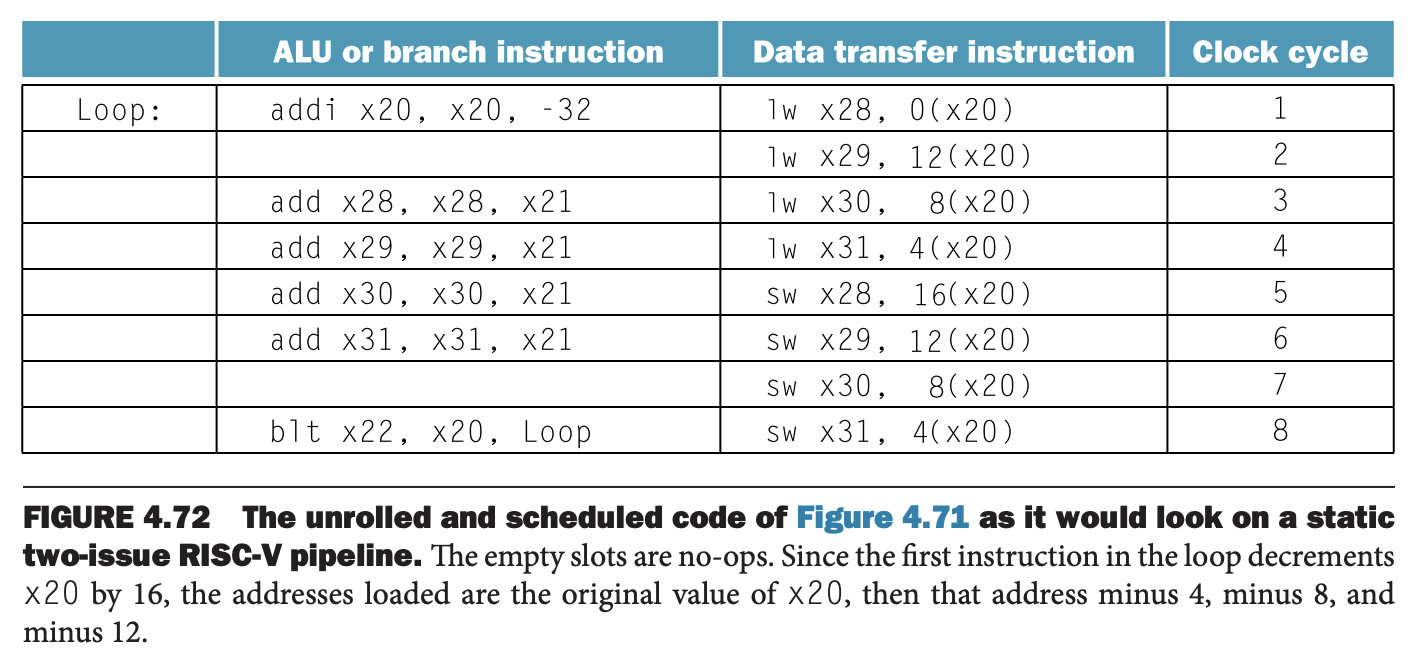 ALU or branch instruction Data transfer instruction Clock cycle
Loop: addi x20, x20, -32 lw x28, 0(x20) 1
lw x29, 12(x20) 2
add x28, x28, x21 lw x30, 8(x20) 3
add x29, x29, x21 lw x31, 4(x20) 4
add x30, x30, x21 sw x28, 16(x20) 5
add x31, x31, x21 sw x29, 12(x20) 6
sw x30, 8(x20) 7
blt x22, x20, Loop sw x31, 4(x20) 8
FIGURE 4.72 The unrolled and scheduled code of Figure 4.71 as it would look on a static
two-issue RISC-V pipeline. The empty slots are no-ops. Since the first instruction in the loop decrements
x20 by 16, the addresses loaded are the original value of x20, then that address minus 4, minus 8, and
minus 12.